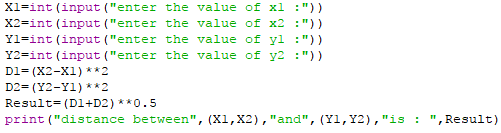 X1=int(input("enter the value of x1 :"))
X2=int(input("enter the value of x2 :"))
Y1=int(input("enter the value of y1 :"))
Y2=int(input("enter the value of y2 :"))
D1=(X2-X1)**2
D2=(Y2-Y1)**2
Result=(D1+D2)**0.5
print("distance between",(X1,X2),"and",(Y1,Y2),"is : ",Result)